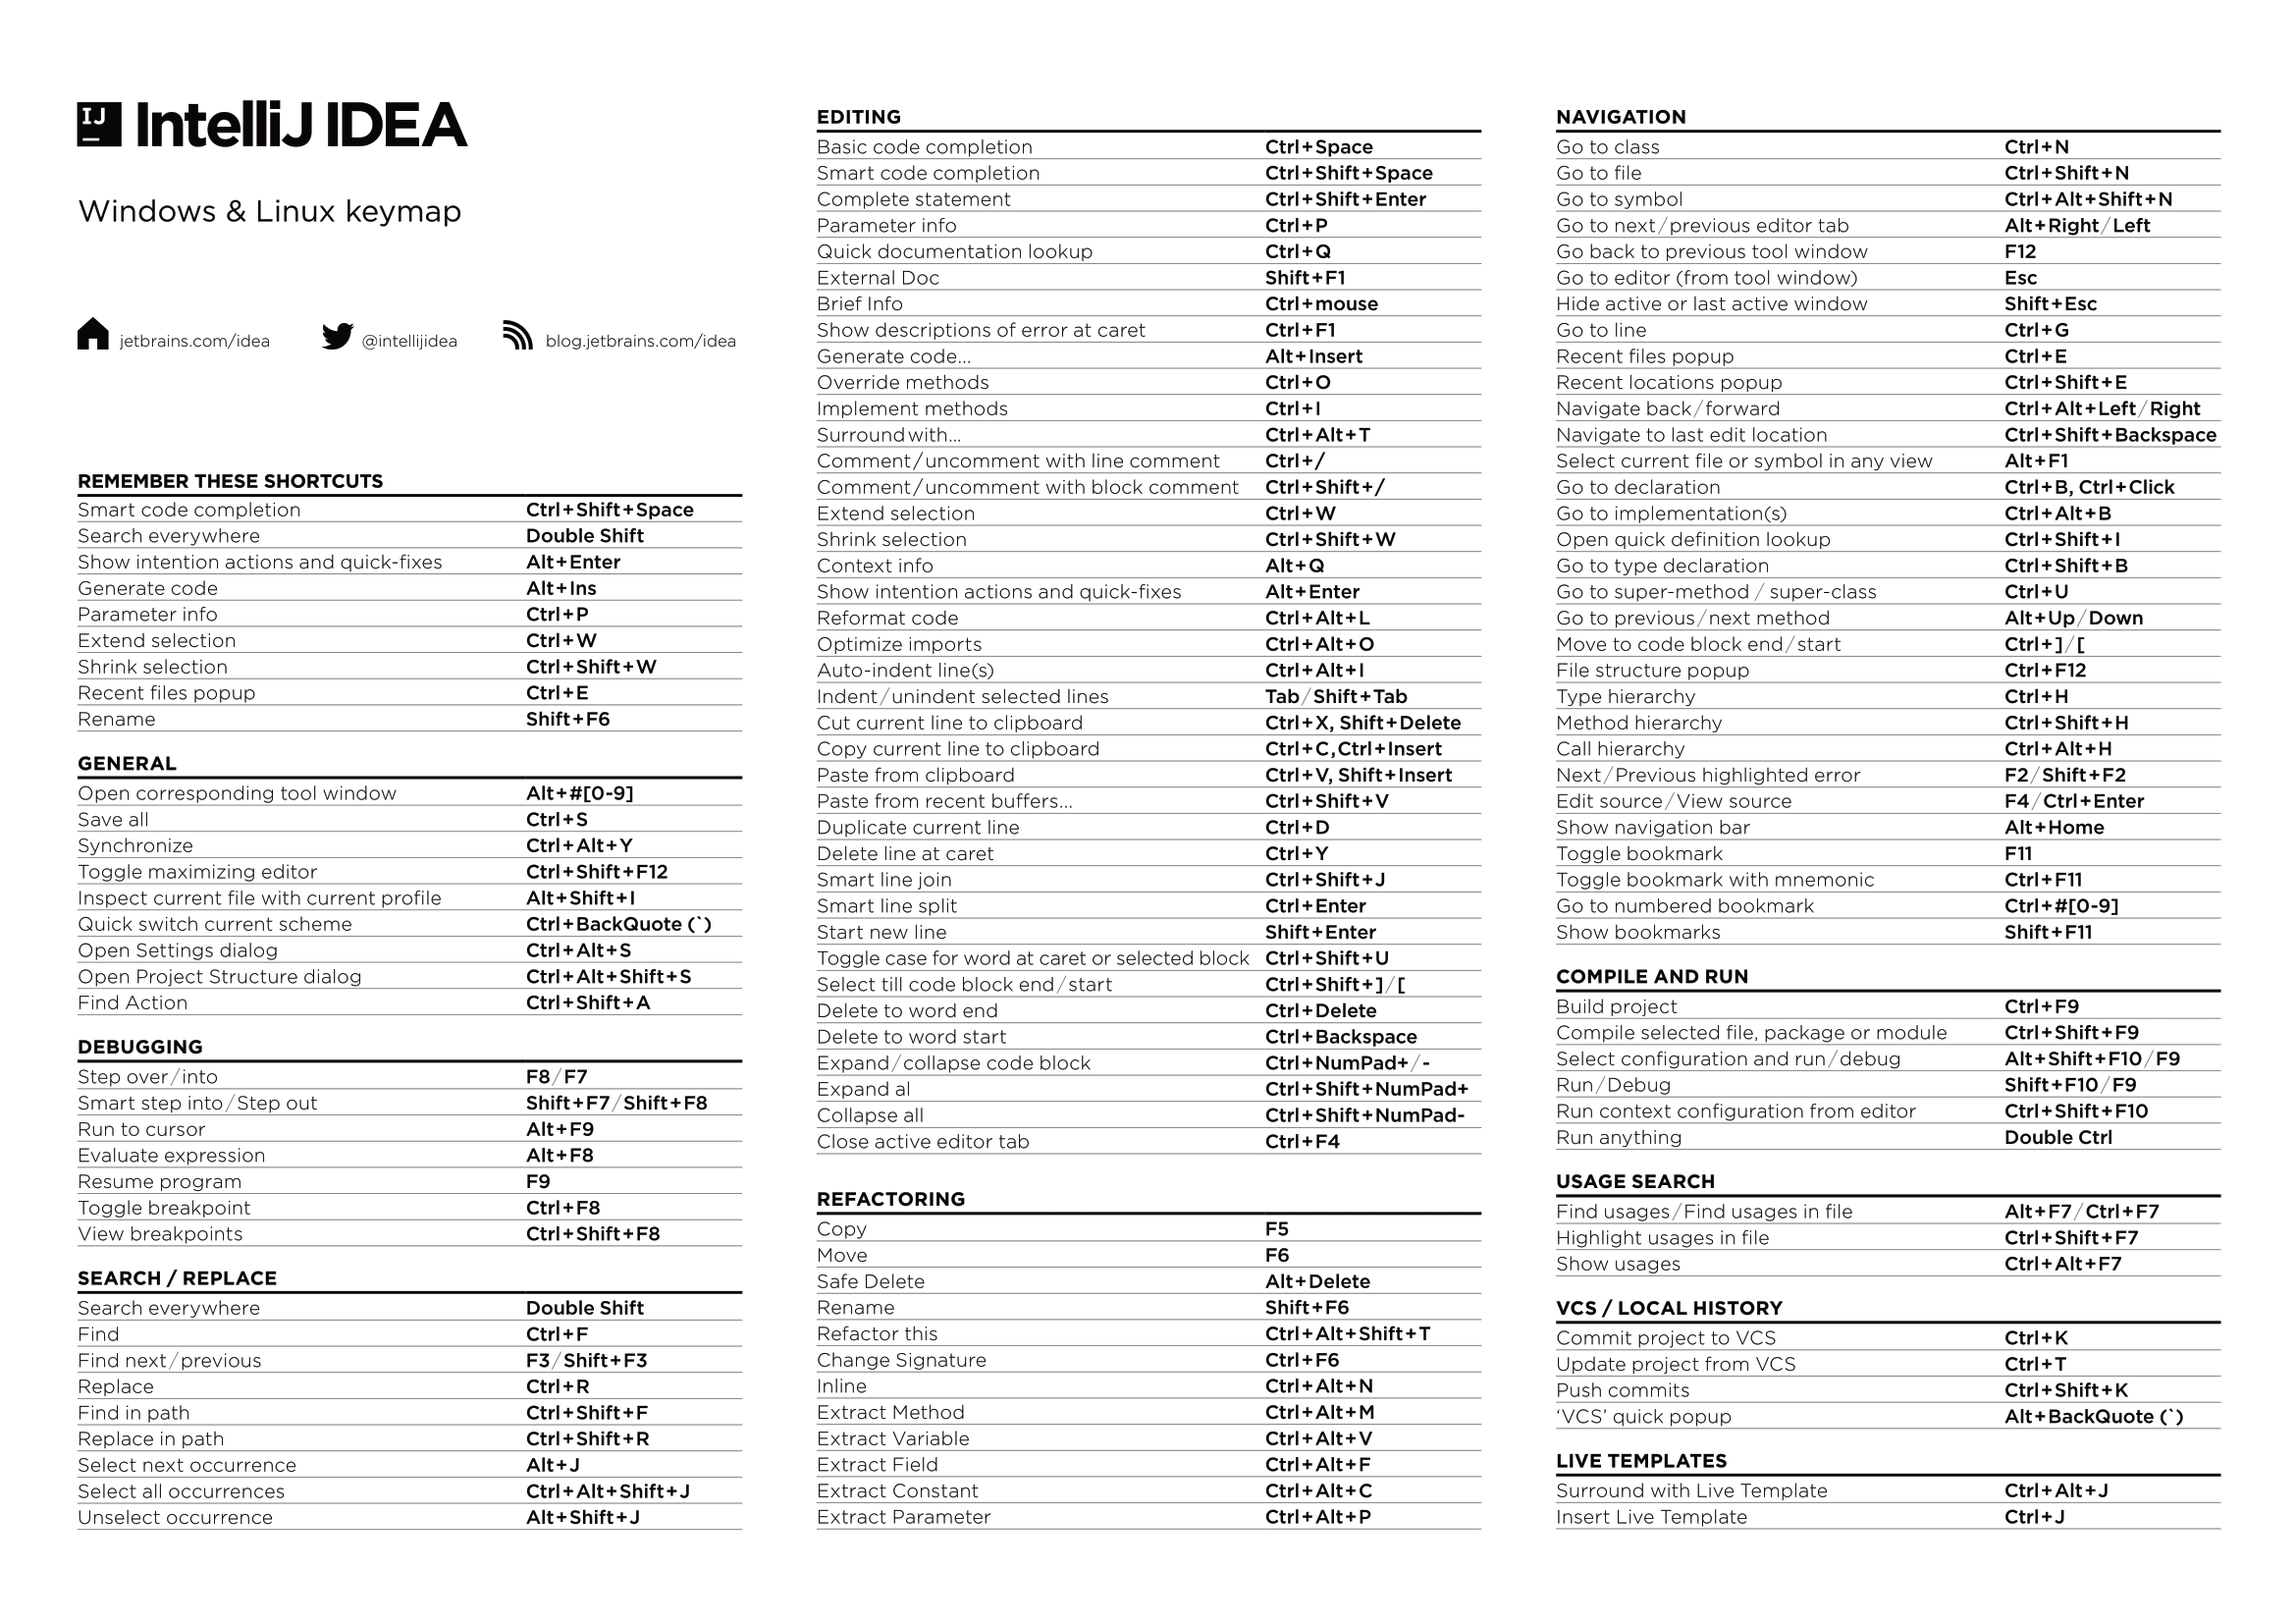 IJ IntelliJ IDEA
Windows & Linux keymap
jetbrains.com/idea @intellijidea blog.jetbrains.com/idea
REMEMBER THESE SHORTCUTS
Smart code completion Ctrl+Shift+Space
Search everywhere Double Shift
Show intention actions and quick-fixes Alt+Enter
Generate code Alt+Ins
Parameter info Ctrl+P
Extend selection Ctrl+W
Shrink selection Ctrl+Shift+W
Recent files popup Ctrl+E
Rename Shift+F6
GENERAL
Open corresponding tool window Alt+#[0-9]
Save all Ctrl+S
Synchronize Ctrl+Alt+Y
Toggle maximizing editor Ctrl+Shift+F12
Inspect current file with current profile Alt+Shift+I
Quick switch current scheme Ctrl+BackQuote (`)
Open Settings dialog Ctrl+Alt+S
Open Project Structure dialog Ctrl+Alt+Shift+S
Find Action Ctrl+Shift+A
DEBUGGING
Step over/into F8/F7
Smart step into/Step out Shift+F7/Shift+F8
Run to cursor Alt+F9
Evaluate expression Alt+F8
Resume program F9
Toggle breakpoint Ctrl+F8
View breakpoints Ctrl+Shift+F8
SEARCH / REPLACE
Search everywhere Double Shift
Find Ctrl+F
Find next/previous F3/Shift+F3
Replace Ctrl+R
Find in path Ctrl+Shift+F
Replace in path Ctrl+Shift+R
Select next occurrence Alt+J
Select all occurrences Ctrl+Alt+Shift+J
Unselect occurrence Alt+Shift+J
EDITING
Basic code completion Ctrl+Space
Smart code completion Ctrl+Shift+Space
Complete statement Ctrl+Shift+Enter
Parameter info Ctrl+P
Quick documentation lookup Ctrl+Q
External Doc Shift+F1
Brief Info Ctrl+mouse
Show descriptions of error at caret Ctrl+F1
Generate code... Alt+Insert
Override methods Ctrl+O
Implement methods Ctrl+I
Surround with... Ctrl+Alt+T
Comment/uncomment with line comment Ctrl+/
Comment/uncomment with block comment Ctrl+Shift+/
Extend selection Ctrl+W
Shrink selection Ctrl+Shift+W
Context info Alt+Q
Show intention actions and quick-fixes Alt+Enter
Reformat code Ctrl+Alt+L
Optimize imports Ctrl+Alt+O
Auto-indent line(s) Ctrl+Alt+I
Indent/unindent selected lines Tab/Shift+Tab
Cut current line to clipboard Ctrl+X, Shift+Delete
Copy current line to clipboard Ctrl+C,Ctrl+Insert
Paste from clipboard Ctrl+V, Shift+Insert
Paste from recent buffers... Ctrl+Shift+V
Duplicate current line Ctrl+D
Delete line at caret Ctrl+Y
Smart line join Ctrl+Shift+J
Smart line split Ctrl+Enter
Start new line Shift+Enter
Toggle case for word at caret or selected block Ctrl+Shift+U
Select till code block end/start Ctrl+Shift+]/[
Delete to word end Ctrl+Delete
Delete to word start Ctrl+Backspace
Expand/collapse code block Ctrl+NumPad+/-
Expand al Ctrl+Shift+NumPad+
Collapse all Ctrl+Shift+NumPad-
Close active editor tab Ctrl+F4
REFACTORING
Copy F5
Move F6
Safe Delete Alt+Delete
Rename Shift+F6
Refactor this Ctrl+Alt+Shift+T
Change Signature Ctrl+F6
Inline Ctrl+Alt+N
Extract Method Ctrl+Alt+M
Extract Variable Ctrl+Alt+V
Extract Field Ctrl+Alt+F
Extract Constant Ctrl+Alt+C
Extract Parameter Ctrl+Alt+P
NAVIGATION
Go to class Ctrl+N
Go to file Ctrl+Shift+N
Go to symbol Ctrl+Alt+Shift+N
Go to next/previous editor tab Alt+Right/Left
Go back to previous tool window F12
Go to editor (from tool window) Esc
Hide active or last active window Shift+Esc
Go to line Ctrl+G
Recent files popup Ctrl+E
Recent locations popup Ctrl+Shift+E
Navigate back/forward Ctrl+Alt+Left/Right
Navigate to last edit location Ctrl+Shift+Backspace
Select current file or symbol in any view Alt+F1
Go to declaration Ctrl+B, Ctrl+Click
Go to implementation(s) Ctrl+Alt+B
Open quick definition lookup Ctrl+Shift+I
Go to type declaration Ctrl+Shift+B
Go to super-method / super-class Ctrl+U
Go to previous/next method Alt+Up/Down
Move to code block end/start Ctrl+]/[
File structure popup Ctrl+F12
Type hierarchy Ctrl+H
Method hierarchy Ctrl+Shift+H
Call hierarchy Ctrl+Alt+H
Next/Previous highlighted error F2/Shift+F2
Edit source/View source F4/Ctrl+Enter
Show navigation bar Alt+Home
Toggle bookmark F11
Toggle bookmark with mnemonic Ctrl+F11
Go to numbered bookmark Ctrl+#[0-9]
Show bookmarks Shift+F11
COMPILE AND RUN
Build project Ctrl+F9
Compile selected file, package or module Ctrl+Shift+F9
Select configuration and run/debug Alt+Shift+F10/F9
Run/Debug Shift+F10/F9
Run context configuration from editor Ctrl+Shift+F10
Run anything Double Ctrl
USAGE SEARCH
Find usages/Find usages in file Alt+F7/Ctrl+F7
Highlight usages in file Ctrl+Shift+F7
Show usages Ctrl+Alt+F7
VCS / LOCAL HISTORY
Commit project to VCS Ctrl+K
Update project from VCS Ctrl+T
Push commits Ctrl+Shift+K
‘VCS’ quick popup Alt+BackQuote (`)
LIVE TEMPLATES
Surround with Live Template Ctrl+Alt+J
Insert Live Template Ctrl+J